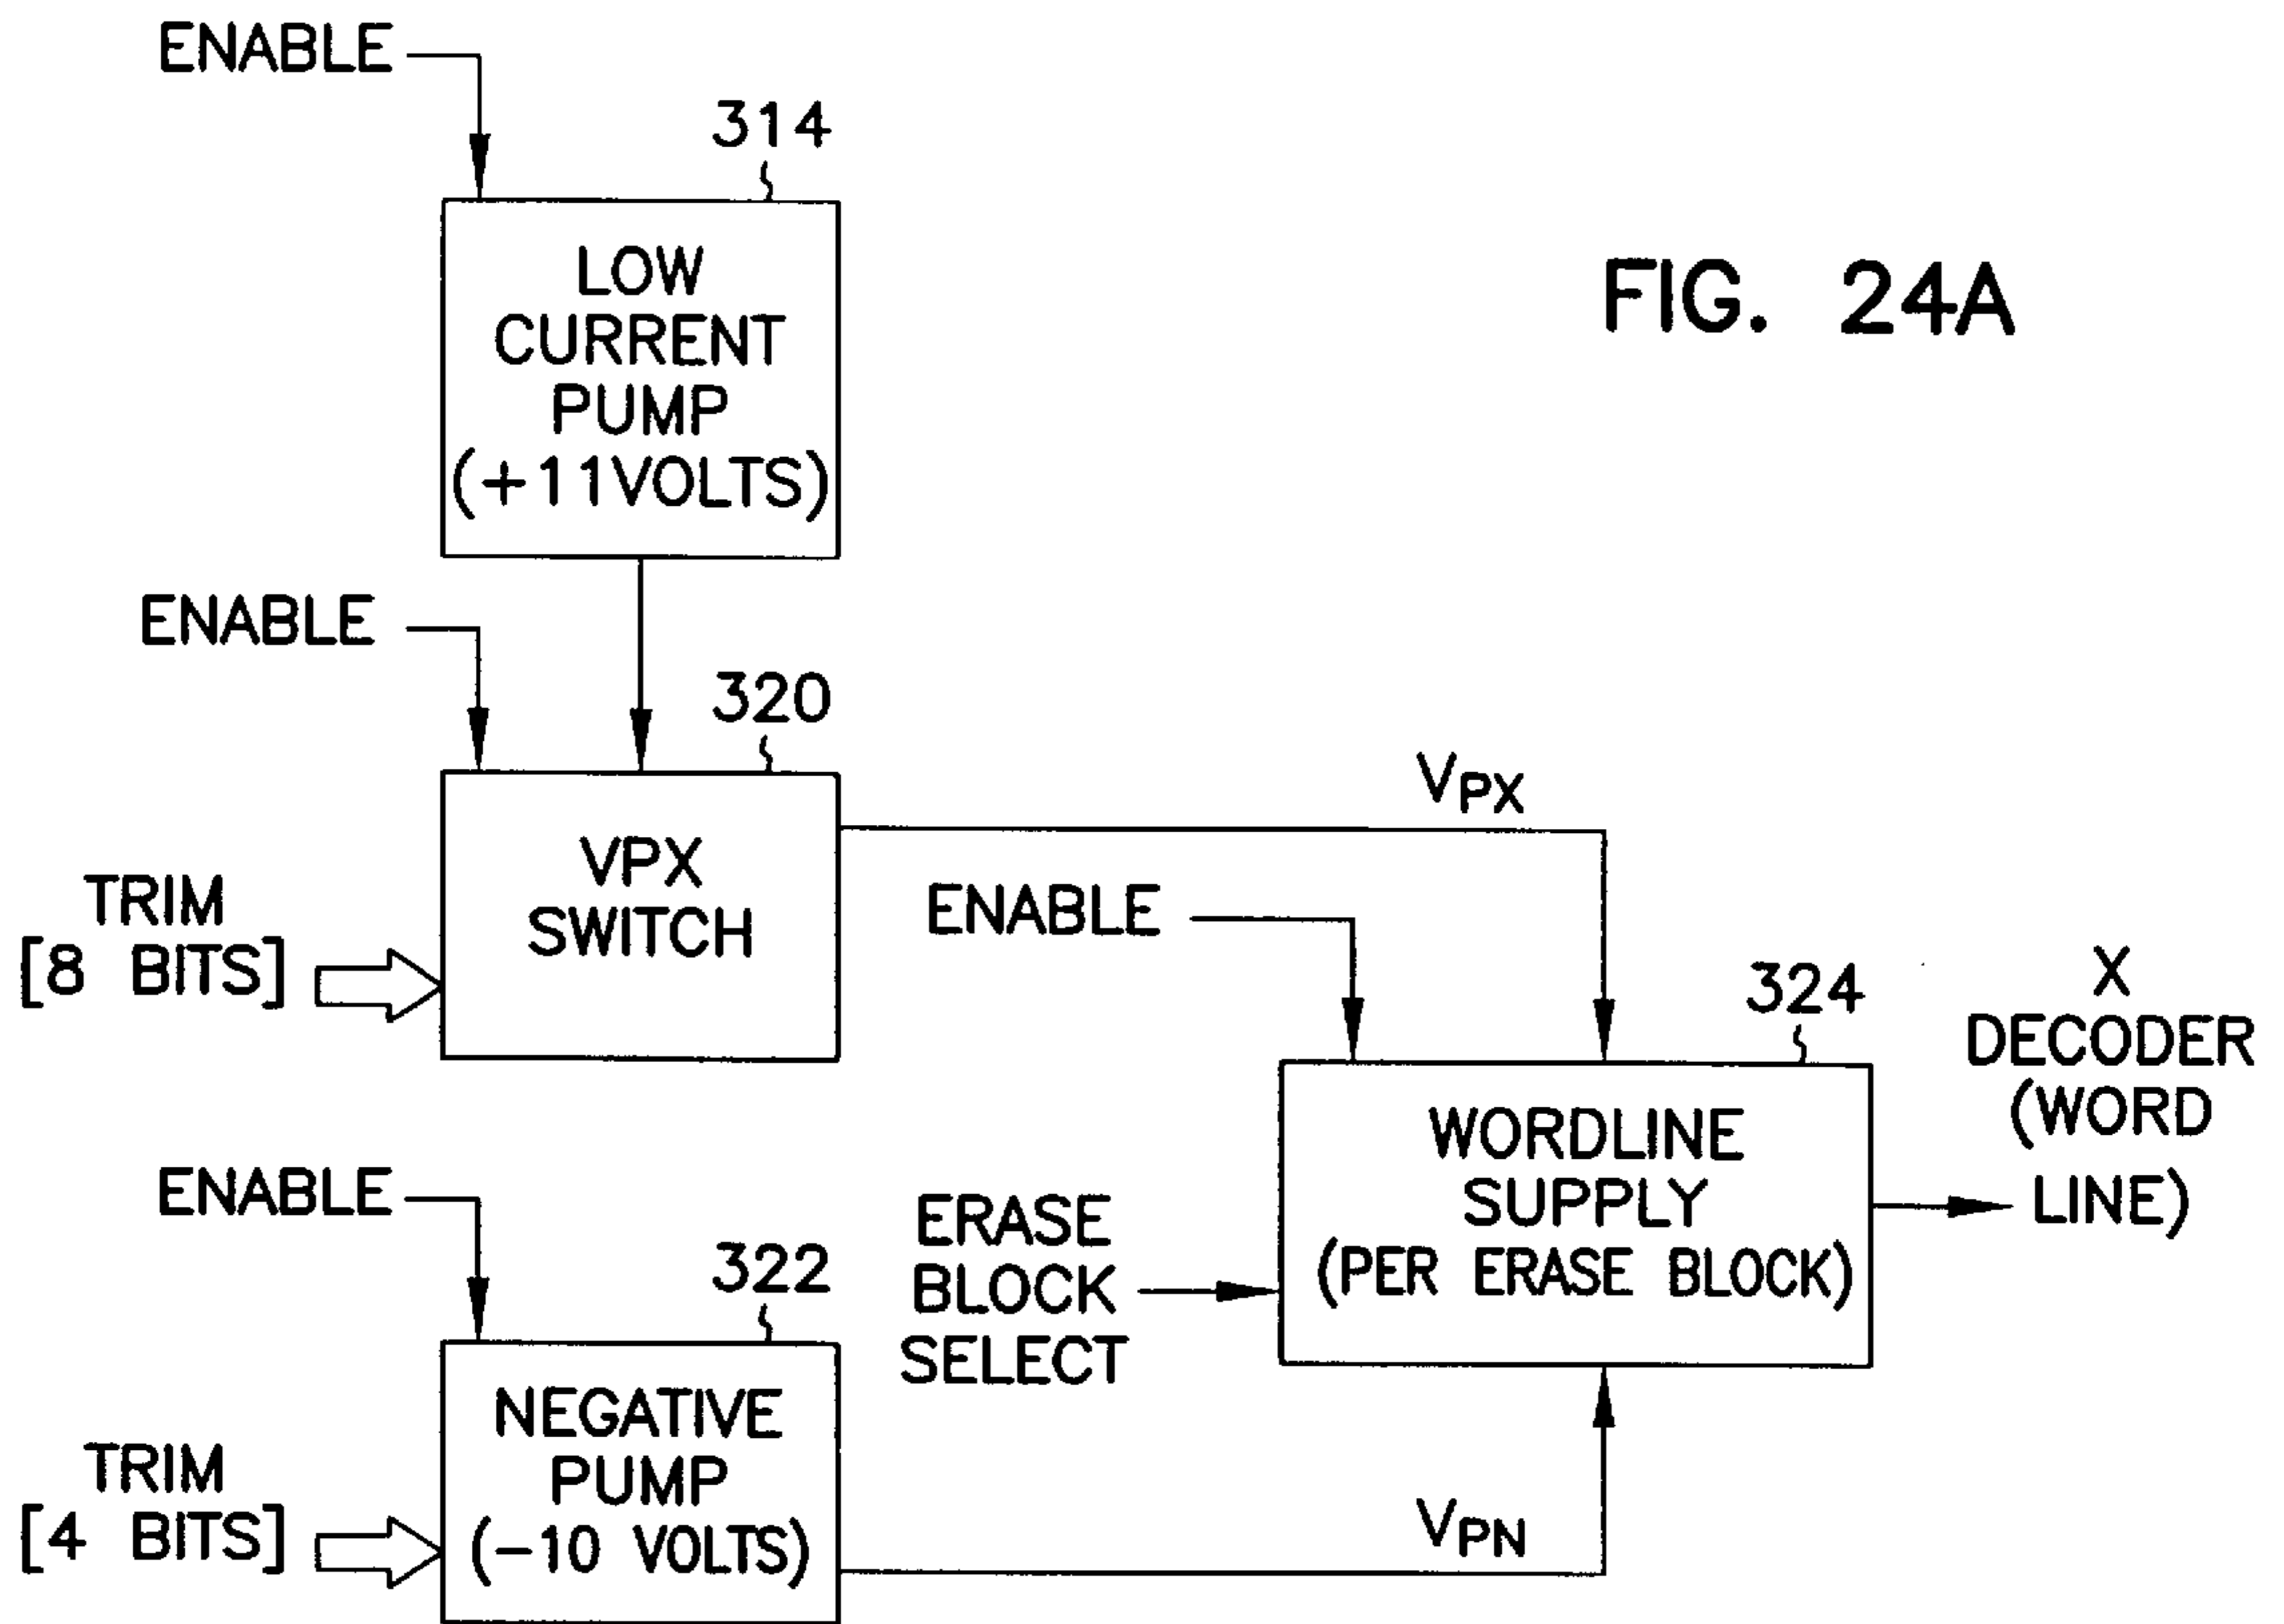 ENABLE
314
LOW
CURRENT
PUMP
(+11VOLTS)
FIG. 24A
ENABLE
320
VPX
SWITCH
TRIM
[8 BITS]
VPX
ENABLE
324
X
DECODER
(WORD
LINE)
WORDLINE
SUPPLY
(PER ERASE BLOCK)
ERASE
BLOCK
SELECT
ENABLE
322
NEGATIVE
PUMP
(-10 VOLTS)
TRIM
[4 BITS]
VPN